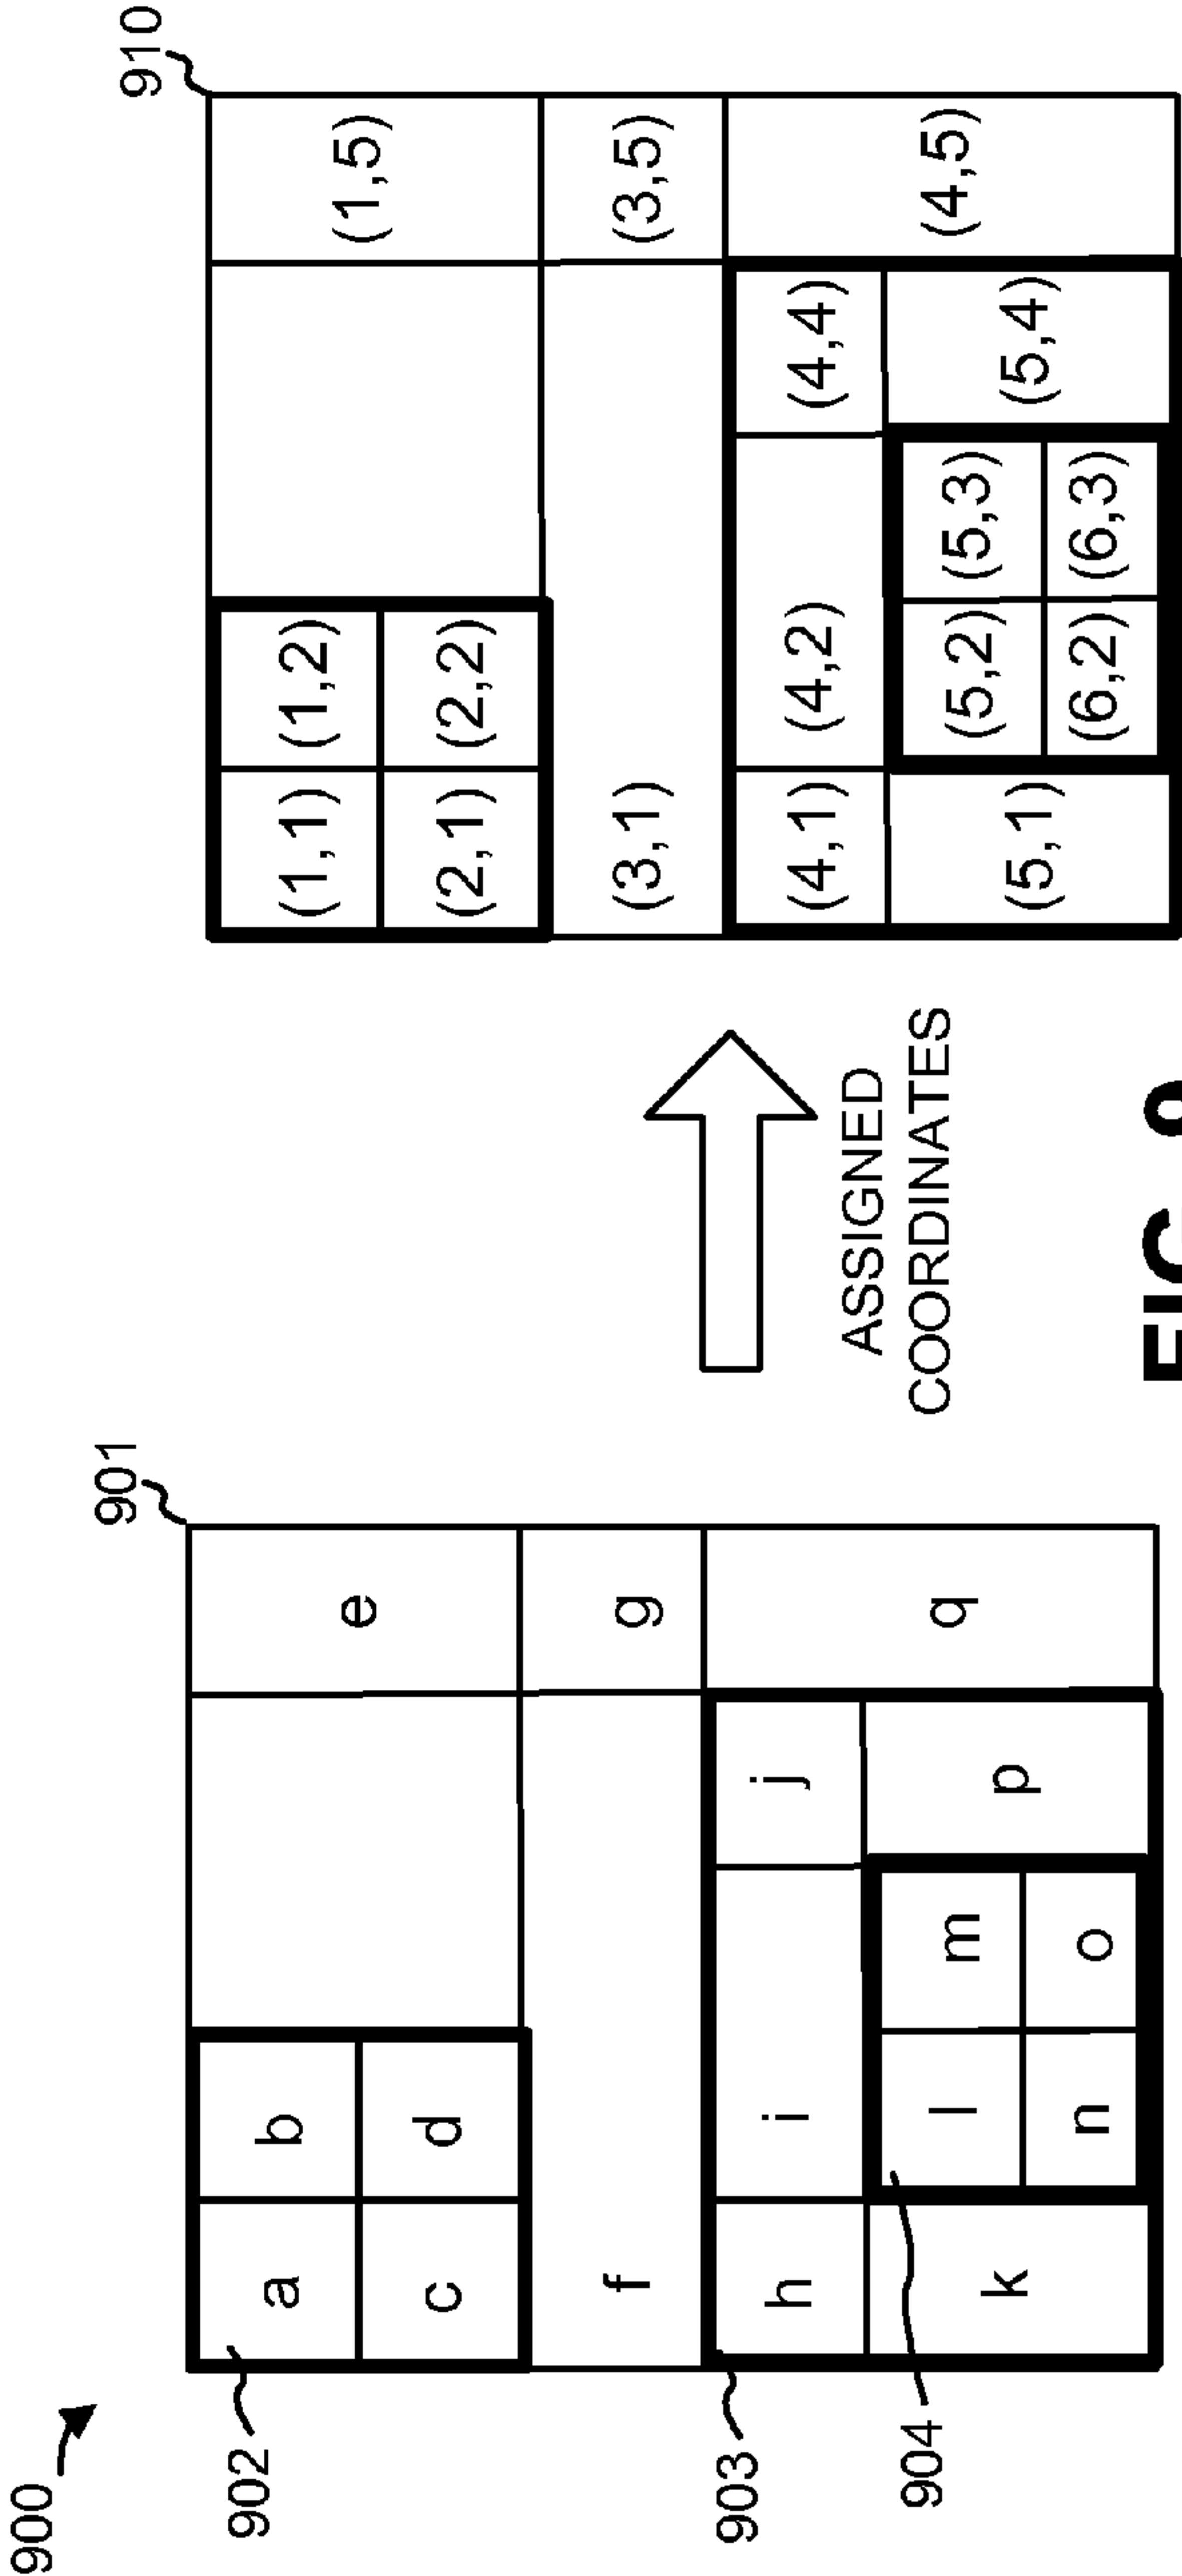 900
901
902
a b e
c d
f g
903
h i j q
904
k l m p
n o
ASSIGNED
COORDINATES
910
(1,1) (1,2) (1,5)
(2,1) (2,2)
(3,1) (3,5)
(4,1) (4,2) (4,4) (4,5)
(5,1) (5,2) (5,3) (5,4)
(6,2) (6,3)
FIG.